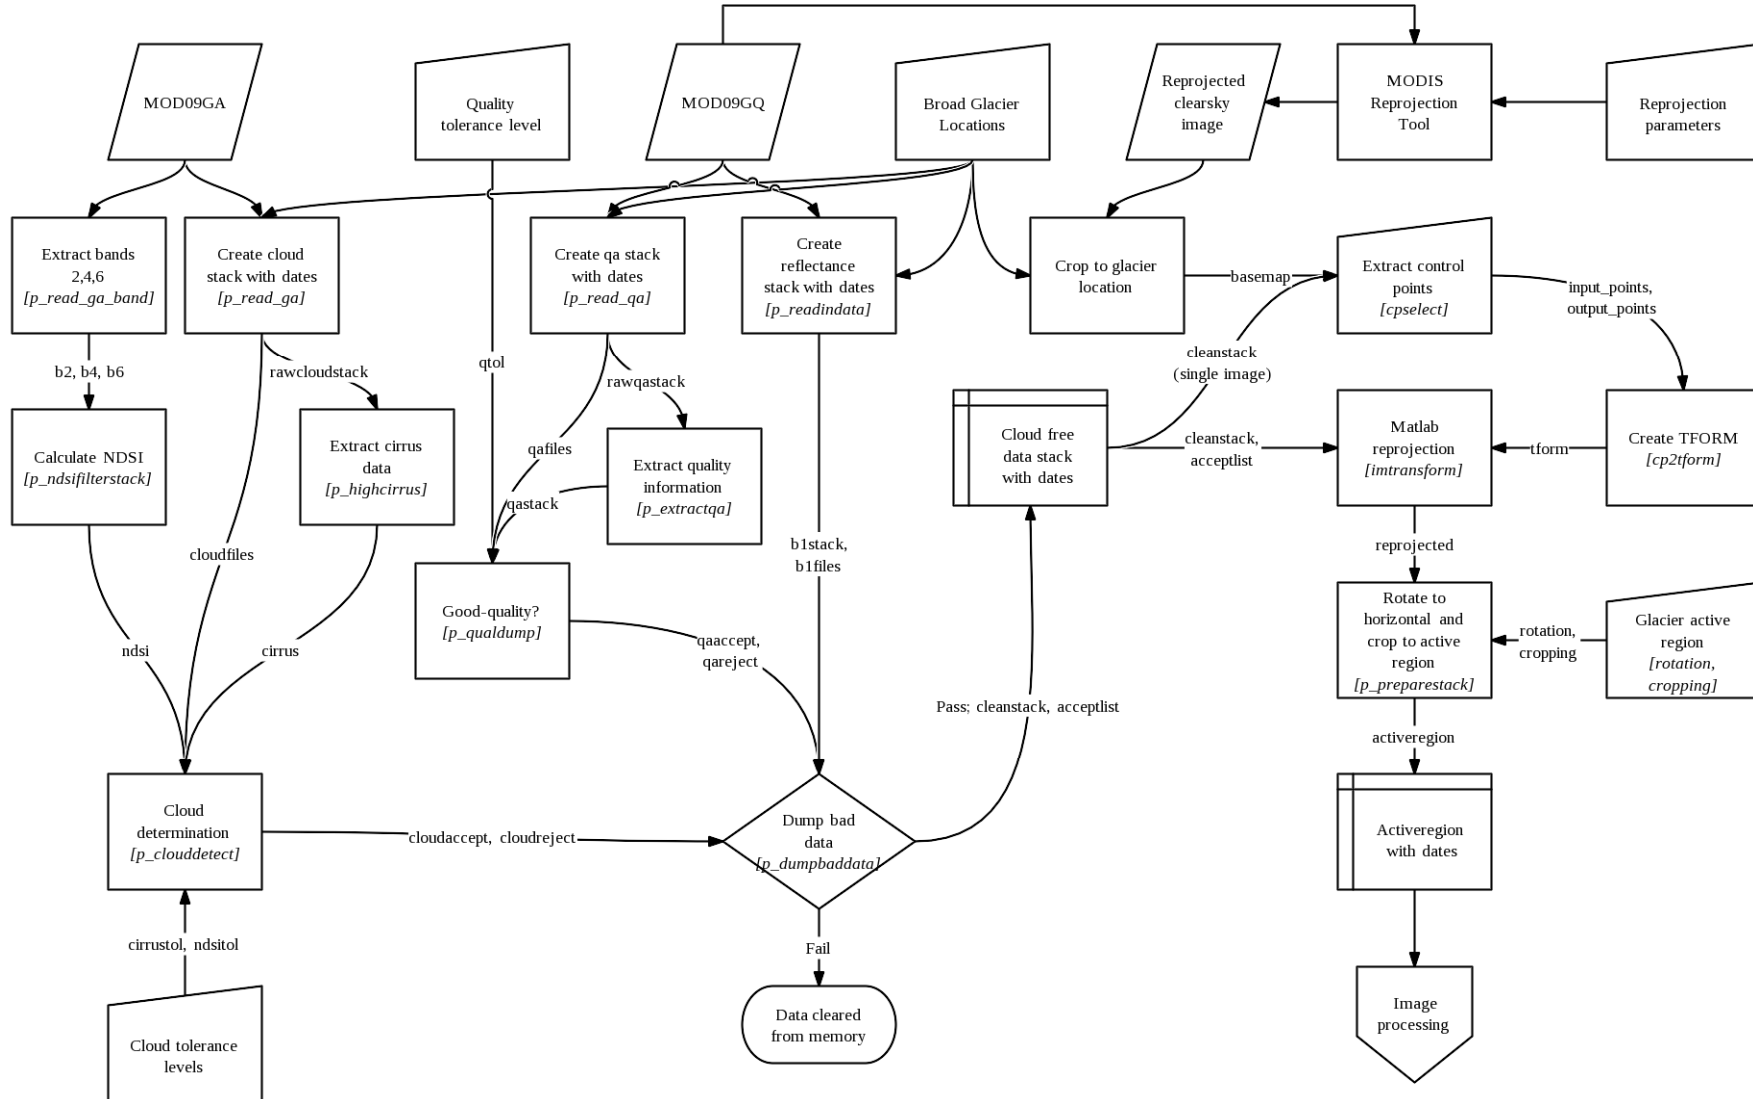 MOD09GA
Quality
tolerance level
MOD09GQ
Broad Glacier
Locations
Reprojected
clearsky
image
MODIS
Reprojection
Tool
Reprojection
parameters
Extract bands
2,4,6
[p_read_ga_band]
Create cloud
stack with dates
[p_read_ga]
Create qa stack
with dates
[p_read_qa]
Create
reflectance
stack with dates
[p_readindata]
Crop to glacier
location
basemap
Extract control
points
[cpselect]
input_points,
output_points
b2, b4, b6
rawcloudstack
qtol
rawqastack
cleanstack
(single image)
Calculate NDSI
[p_ndsifilterstack]
Extract cirrus
data
[p_highcirrus]
qafiles
qastack
Extract quality
information
[p_extractqa]
Cloud free
data stack
with dates
cleanstack,
acceptlist
Matlab
reprojection
[imtransform]
tform
Create TFORM
[cp2tform]
cloudfiles
b1stack,
b1files
reprojected
Good-quality?
[p_qualdump]
qaaccept,
qareject
ndsi
cirrus
Rotate to
horizontal and
crop to active
region
[p_preparestack]
rotation,
cropping
Glacier active
region
[rotation,
cropping]
Pass; cleanstack, acceptlist
activeregion
Cloud
determination
[p_clouddetect]
cloudaccept, cloudreject
Dump bad
data
[p_dumpbaddata]
Activeregion
with dates
cirrustol, ndsitol
Fail
Cloud tolerance
levels
Data cleared
from memory
Image
processing